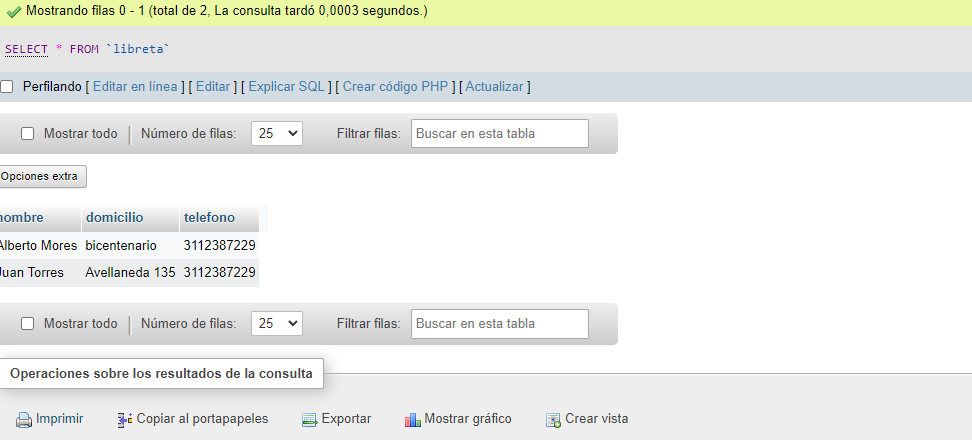 Mostrando filas 0 - 1 (total de 2, La consulta tardó 0,0003 segundos.)
SELECT * FROM `libreta`
Perfilando [ Editar en línea ] [ Editar ] [ Explicar SQL ] [ Crear código PHP ] [ Actualizar ]
Mostrar todo Número de filas: 25 Filtrar filas: Buscar en esta tabla
Opciones extra
nombre domicilio telefono
Alberto Mores bicentenario 3112387229
Juan Torres Avellaneda 135 3112387229
Mostrar todo Número de filas: 25 Filtrar filas: Buscar en esta tabla
Operaciones sobre los resultados de la consulta
Imprimir Copiar al portapapeles Exportar Mostrar gráfico Crear vista